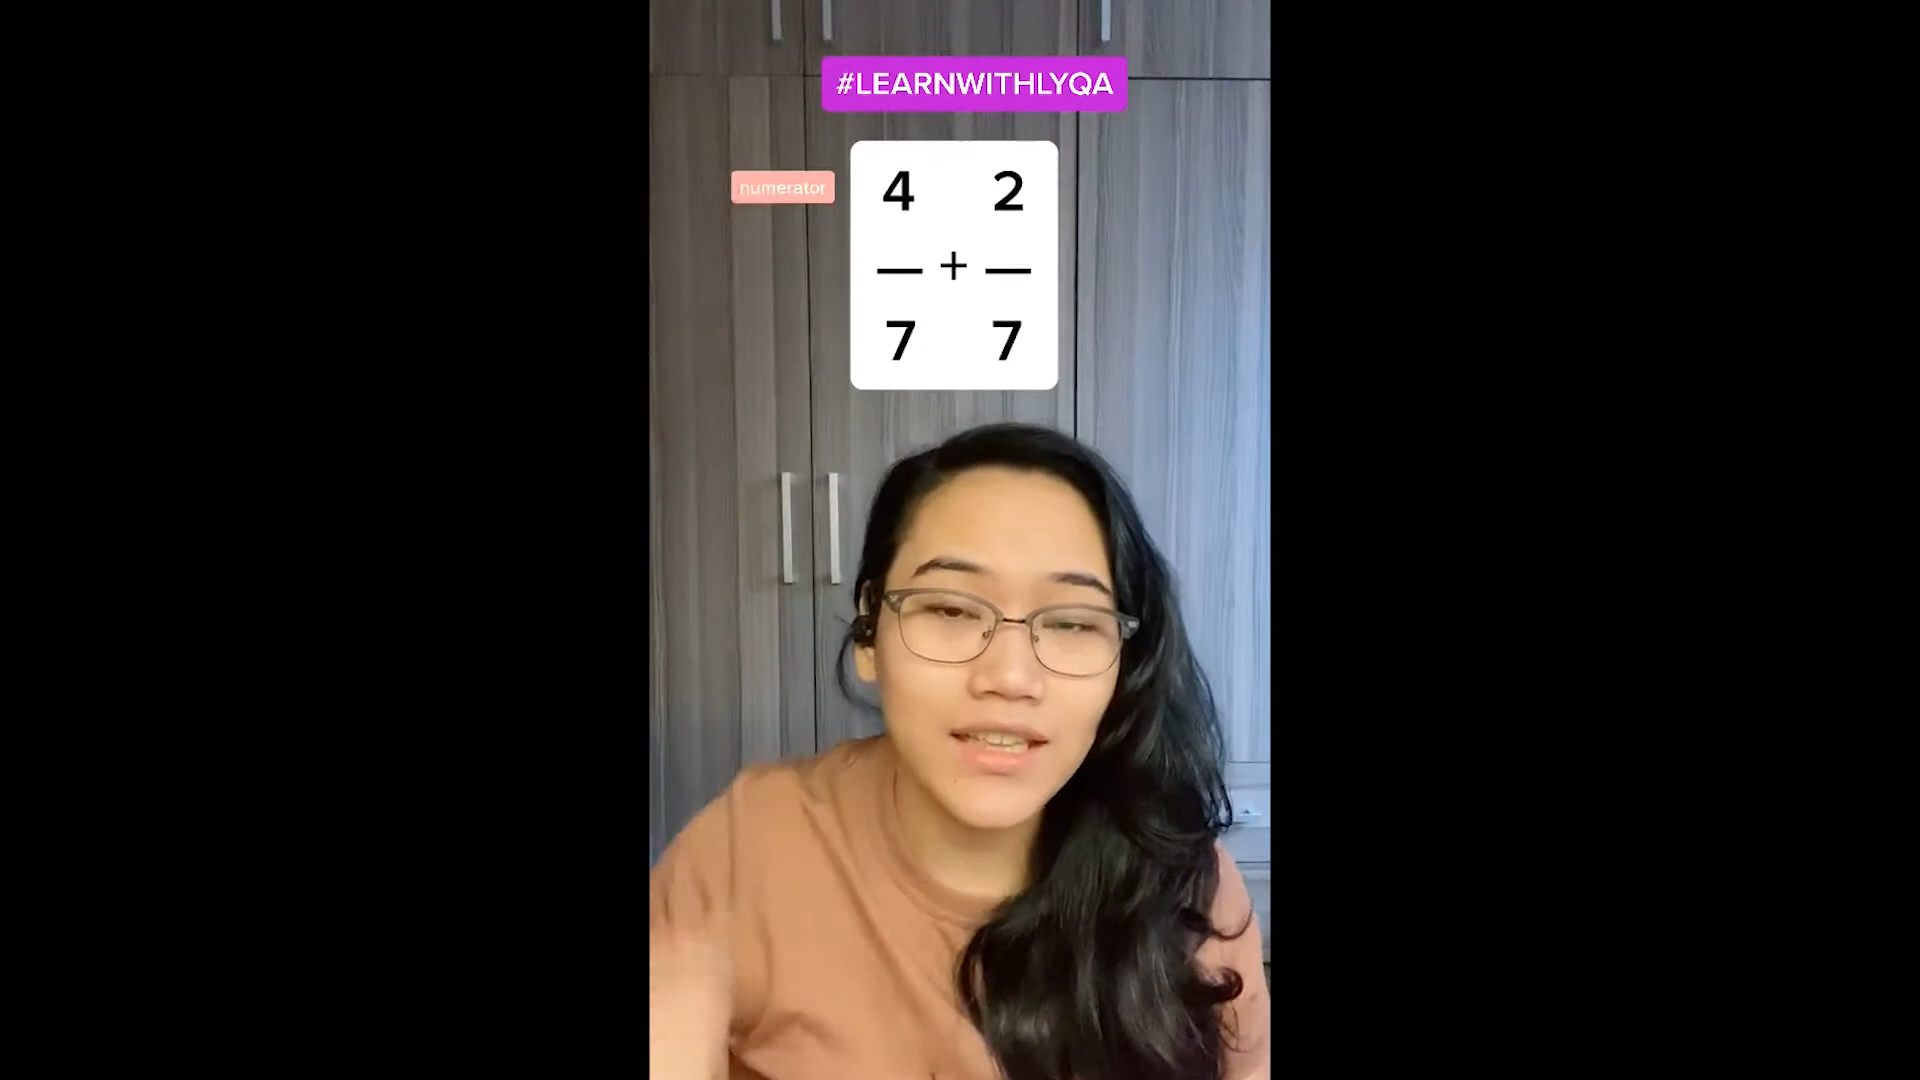 #LEARNWITHLYQA
numerator
4 2
— + —
7 7